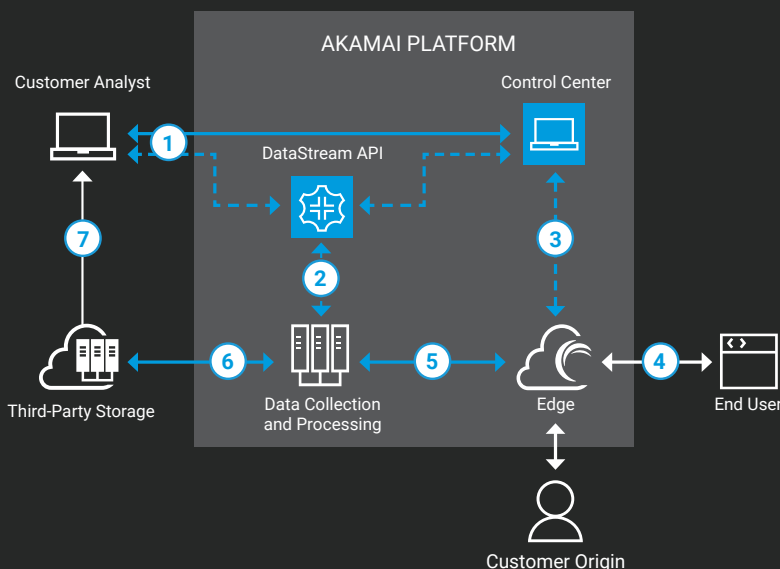 AKAMAI PLATFORM
Customer Analyst
Control Center
1
DataStream API
7
2
3
6
5
4
Third-Party Storage
Data Collection
and Processing
Edge
End User
Customer Origin